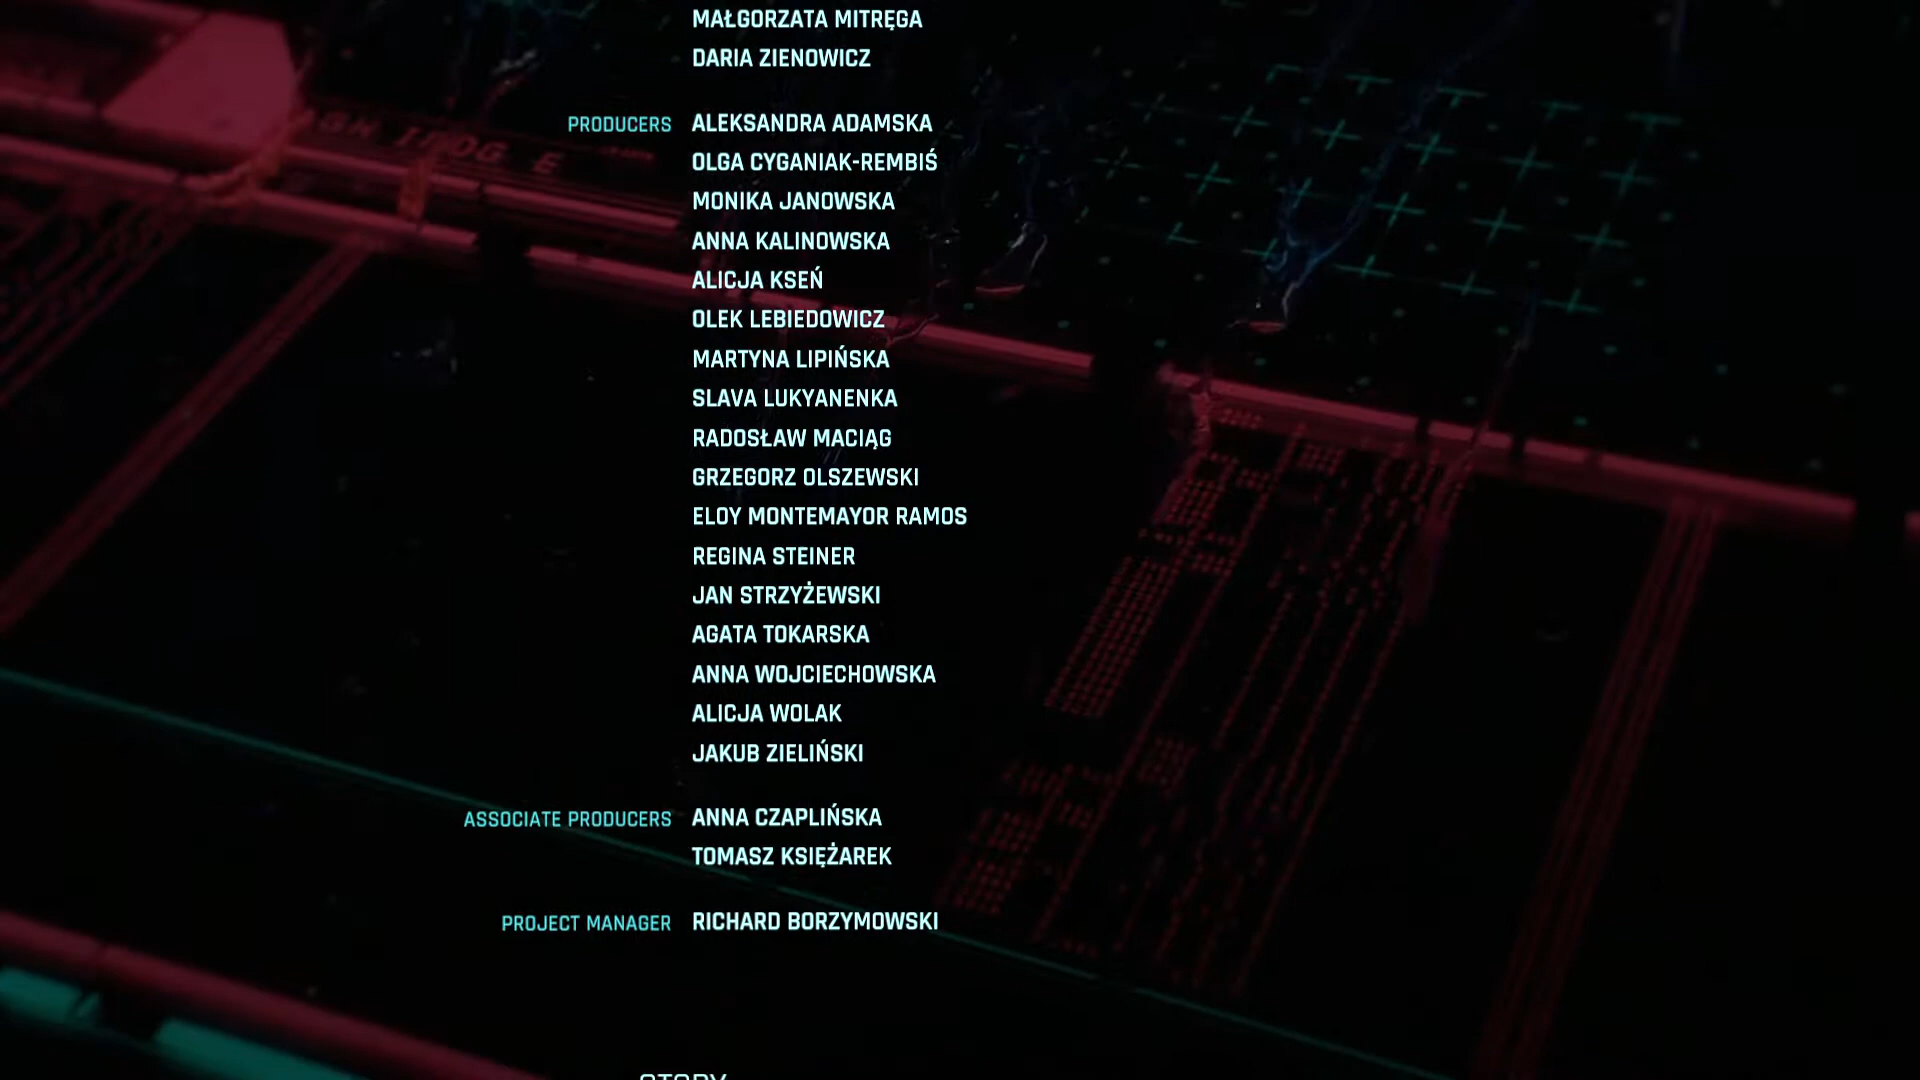 MAŁGORZATA MITRĘGA
DARIA ZIENOWICZ
PRODUCERS ALEKSANDRA ADAMSKA
OLGA CYGANIAK-REMBIŚ
MONIKA JANOWSKA
ANNA KALINOWSKA
ALICJA KSEŃ
OLEK LEBIEDOWICZ
MARTYNA LIPIŃSKA
SLAVA LUKYANENKA
RADOSŁAW MACIĄG
GRZEGORZ OLSZEWSKI
ELOY MONTEMAYOR RAMOS
REGINA STEINER
JAN STRZYŻEWSKI
AGATA TOKARSKA
ANNA WOJCIECHOWSKA
ALICJA WOLAK
JAKUB ZIELIŃSKI
ASSOCIATE PRODUCERS ANNA CZAPLIŃSKA
TOMASZ KSIĘŻAREK
PROJECT MANAGER RICHARD BORZYMOWSKI
STORY